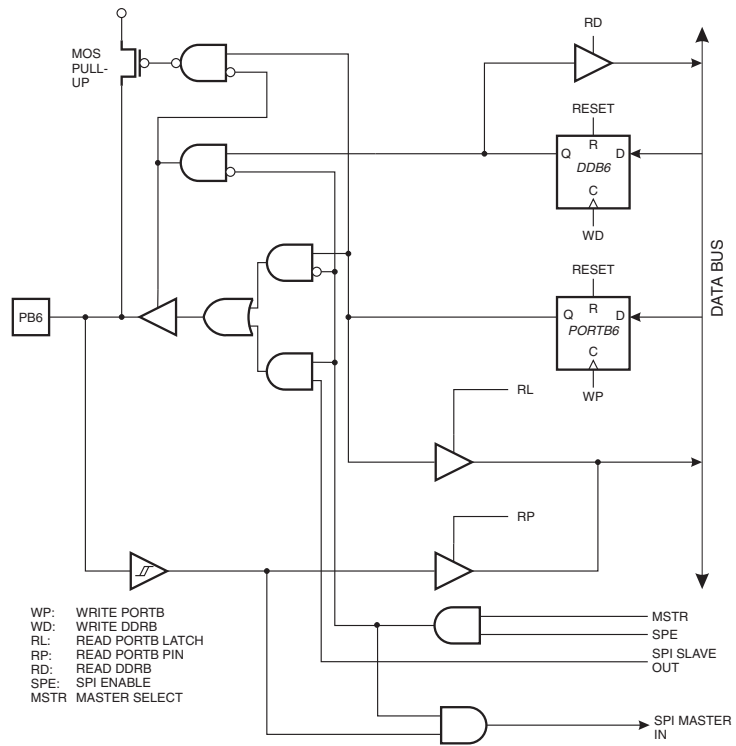 RD
MOS
PULL-
UP
RESET
R
Q
D
DDB6
C
WD
DATA BUS
RESET
R
Q
D
PB6
PORTB6
C
WP
RL
RP
WP: WRITE PORTB
WD: WRITE DDRB
RL: READ PORTB LATCH
RP: READ PORTB PIN
RD: READ DDRB
SPE: SPI ENABLE
MSTR MASTER SELECT
MSTR
SPE
SPI SLAVE
OUT
SPI MASTER
IN